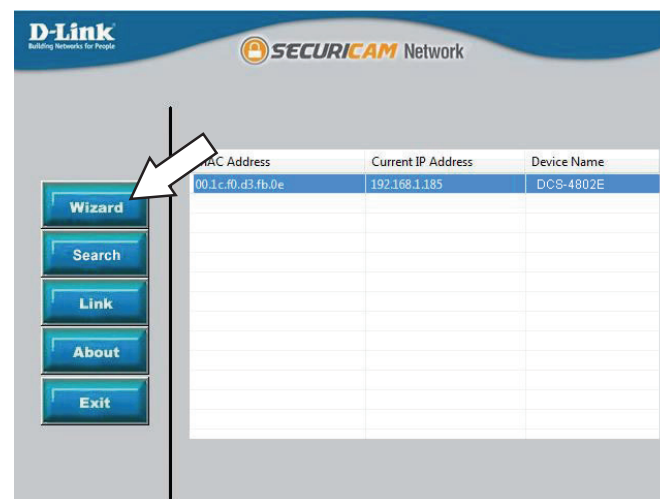 D-Link
Building Networks for People
SECURICAM Network
MAC Address Current IP Address Device Name
00.1c.f0.d3.fb.0e 192.168.1.185 DCS-4802E
Wizard
Search
Link
About
Exit